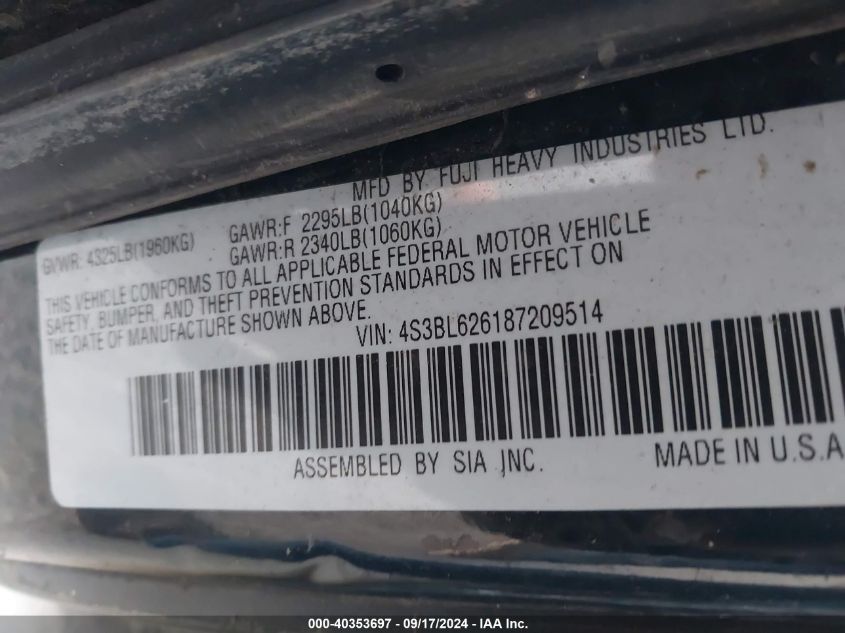 MFD BY FUJI HEAVY INDUSTRIES LTD.
GVWR: 4325LB(1960KG)
GAWR:F 2295LB(1040KG)
GAWR:R 2340LB(1060KG)
THIS VEHICLE CONFORMS TO ALL APPLICABLE FEDERAL MOTOR VEHICLE
SAFETY, BUMPER, AND THEFT PREVENTION STANDARDS IN EFFECT ON
THE DATE OF MANUFACTURE SHOWN ABOVE.
VIN: 4S3BL626187209514
ASSEMBLED BY SIA INC.
MADE IN U.S.A
000-40353697 - 09/17/2024 - IAA Inc.